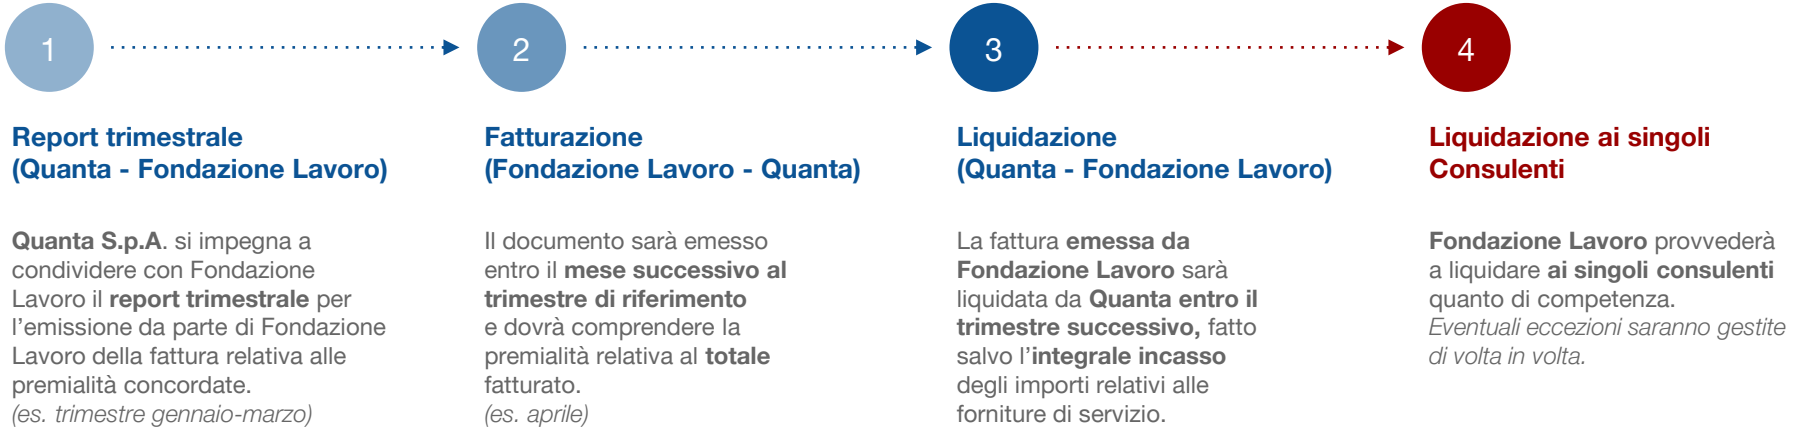 1
2
3
4
Report trimestrale
(Quanta - Fondazione Lavoro)
Quanta S.p.A. si impegna a
condividere con Fondazione
Lavoro il report trimestrale per
l'emissione da parte di Fondazione
Lavoro della fattura relativa alle
premialità concordate.
(es. trimestre gennaio-marzo)
Fatturazione
(Fondazione Lavoro - Quanta)
Il documento sarà emesso
entro il mese successivo al
trimestre di riferimento
e dovrà comprendere la
premialità relativa al totale
fatturato.
(es. aprile)
Liquidazione
(Quanta - Fondazione Lavoro)
La fattura emessa da
Fondazione Lavoro sarà
liquidata da Quanta entro il
trimestre successivo, fatto
salvo l'integrale incasso
degli importi relativi alle
forniture di servizio.
Liquidazione ai singoli
Consulenti
Fondazione Lavoro provvederà
a liquidare ai singoli consulenti
quanto di competenza.
Eventuali eccezioni saranno gestite
di volta in volta.